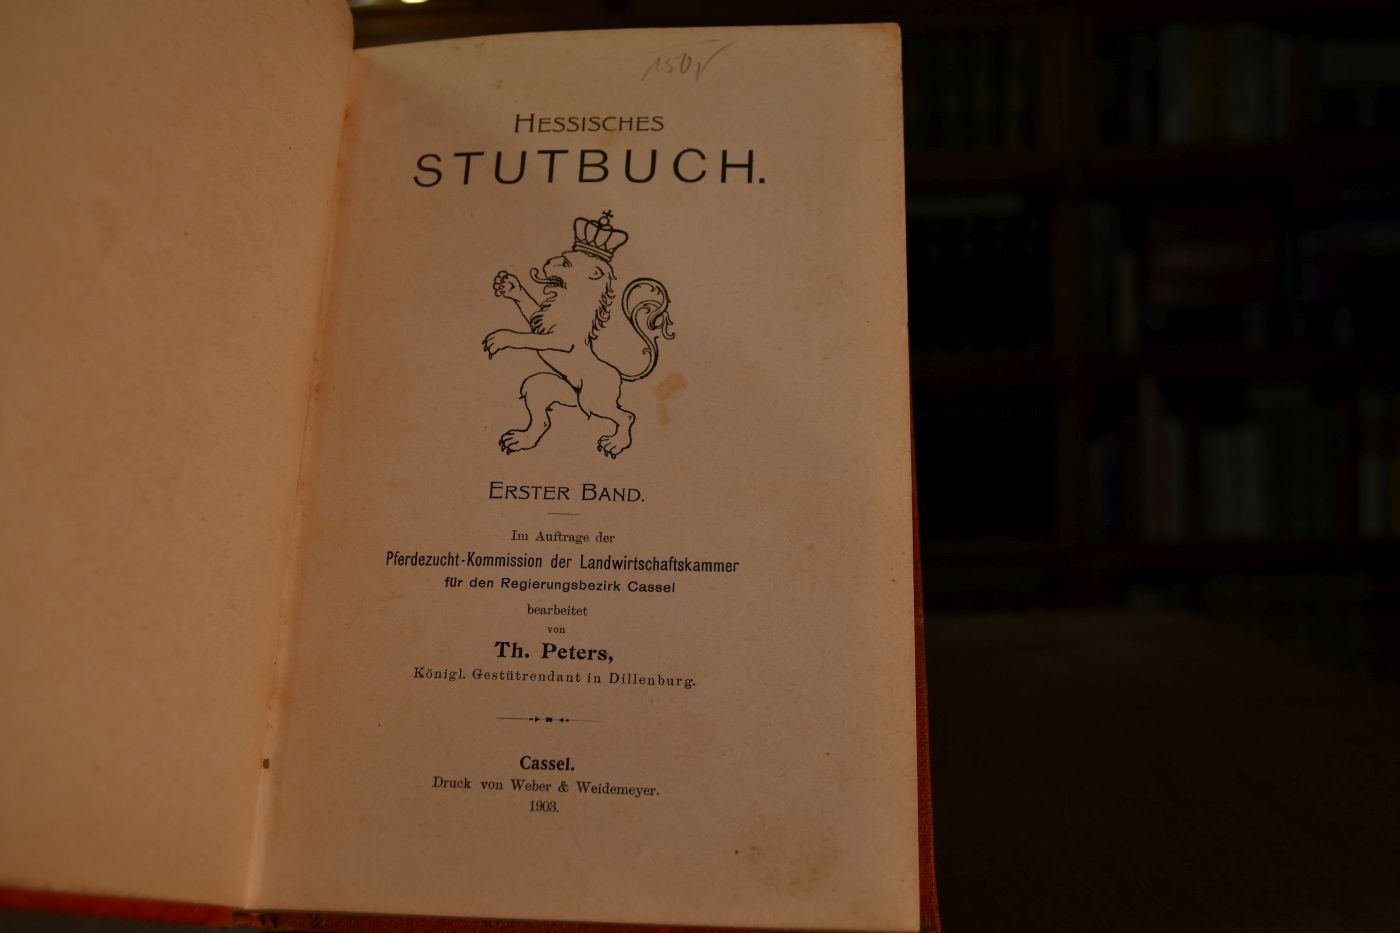 150,-
HESSISCHES
STUTBUCH.
ERSTER BAND.
Im Auftrage der
Pferdezucht-Kommission der Landwirtschaftskammer
für den Regierungsbezirk Cassel
bearbeitet
von
Th. Peters,
Königl. Gestütrendant in Dillenburg.
Cassel.
Druck von Weber & Weidemeyer.
1903.